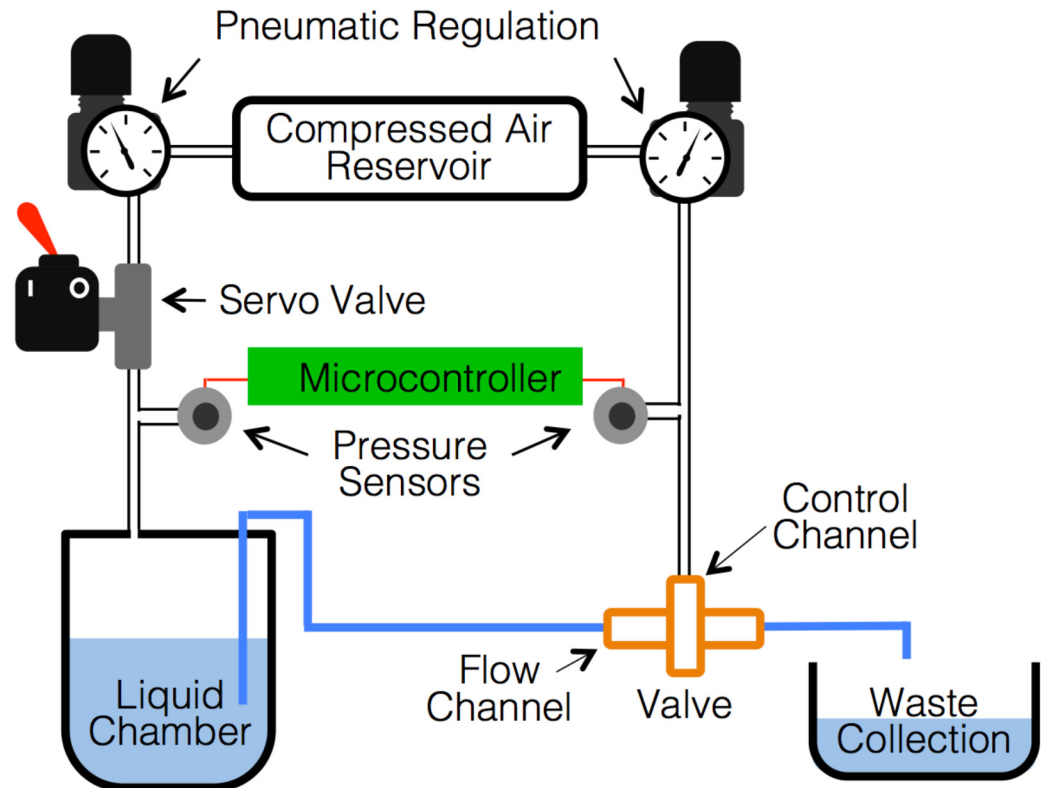 Pneumatic Regulation
Compressed Air
Reservoir
Servo Valve
Microcontroller
Pressure
Sensors
Control
Channel
Flow
Channel
Valve
Liquid
Chamber
Waste
Collection